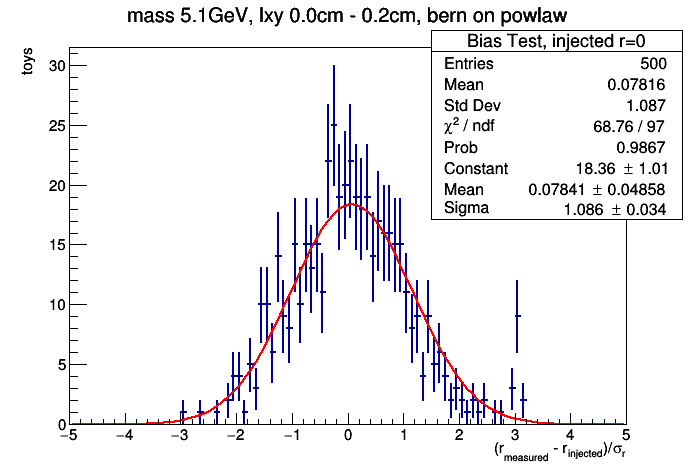 mass 5.1GeV, lxy 0.0cm - 0.2cm, bern on powlaw
Bias Test, injected r=0
Entries 500
Mean 0.07816
Std Dev 1.087
χ² / ndf 68.76 / 97
Prob 0.9867
Constant 18.36 ± 1.01
Mean 0.07841 ± 0.04858
Sigma 1.086 ± 0.034
toys
30
25
20
15
10
5
0
−5 −4 −3 −2 −1 0 1 2 3 4 5
(r_measured - r_injected)/σ_r